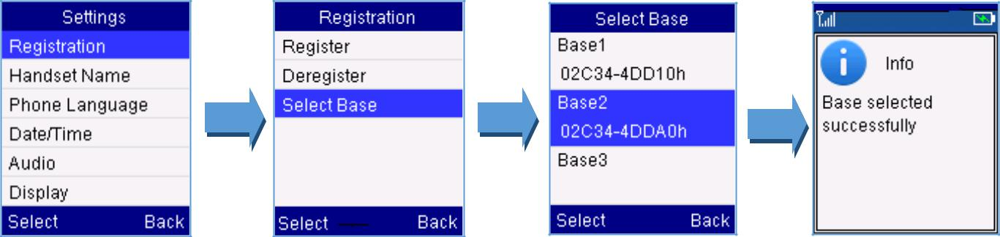 Settings
Registration
Handset Name
Phone Language
Date/Time
Audio
Display
Select Back
Registration
Register
Deregister
Select Base
Select Back
Select Base
Base1
02C34-4DD10h
Base2
02C34-4DDA0h
Base3
Select Back
i Info
Base selected
successfully